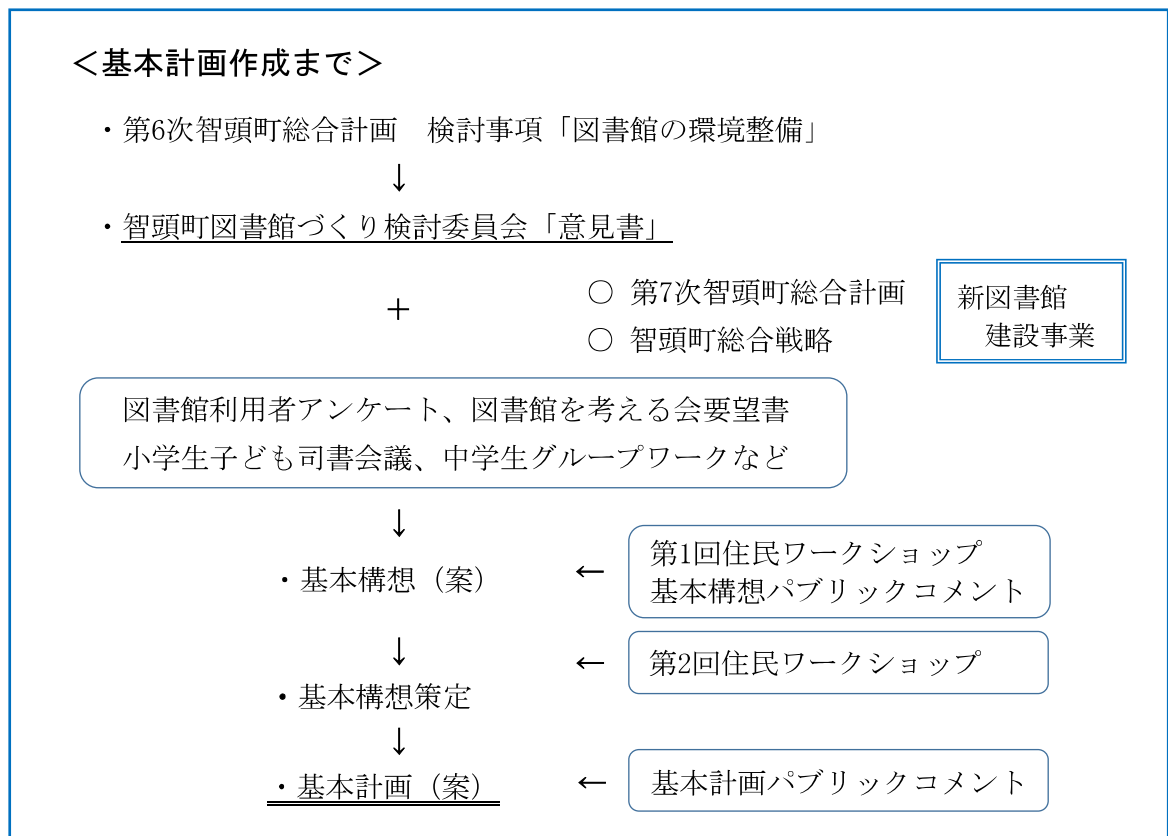 ＜基本計画作成まで＞
・第6次智頭町総合計画　検討事項「図書館の環境整備」
↓
・智頭町図書館づくり検討委員会「意見書」
＋
○ 第7次智頭町総合計画
○ 智頭町総合戦略
新図書館
建設事業
図書館利用者アンケート、図書館を考える会要望書
小学生子ども司書会議、中学生グループワークなど
↓
・基本構想（案）
←
第1回住民ワークショップ
基本構想パブリックコメント
↓
←
第2回住民ワークショップ
・基本構想策定
↓
・基本計画（案）
←
基本計画パブリックコメント